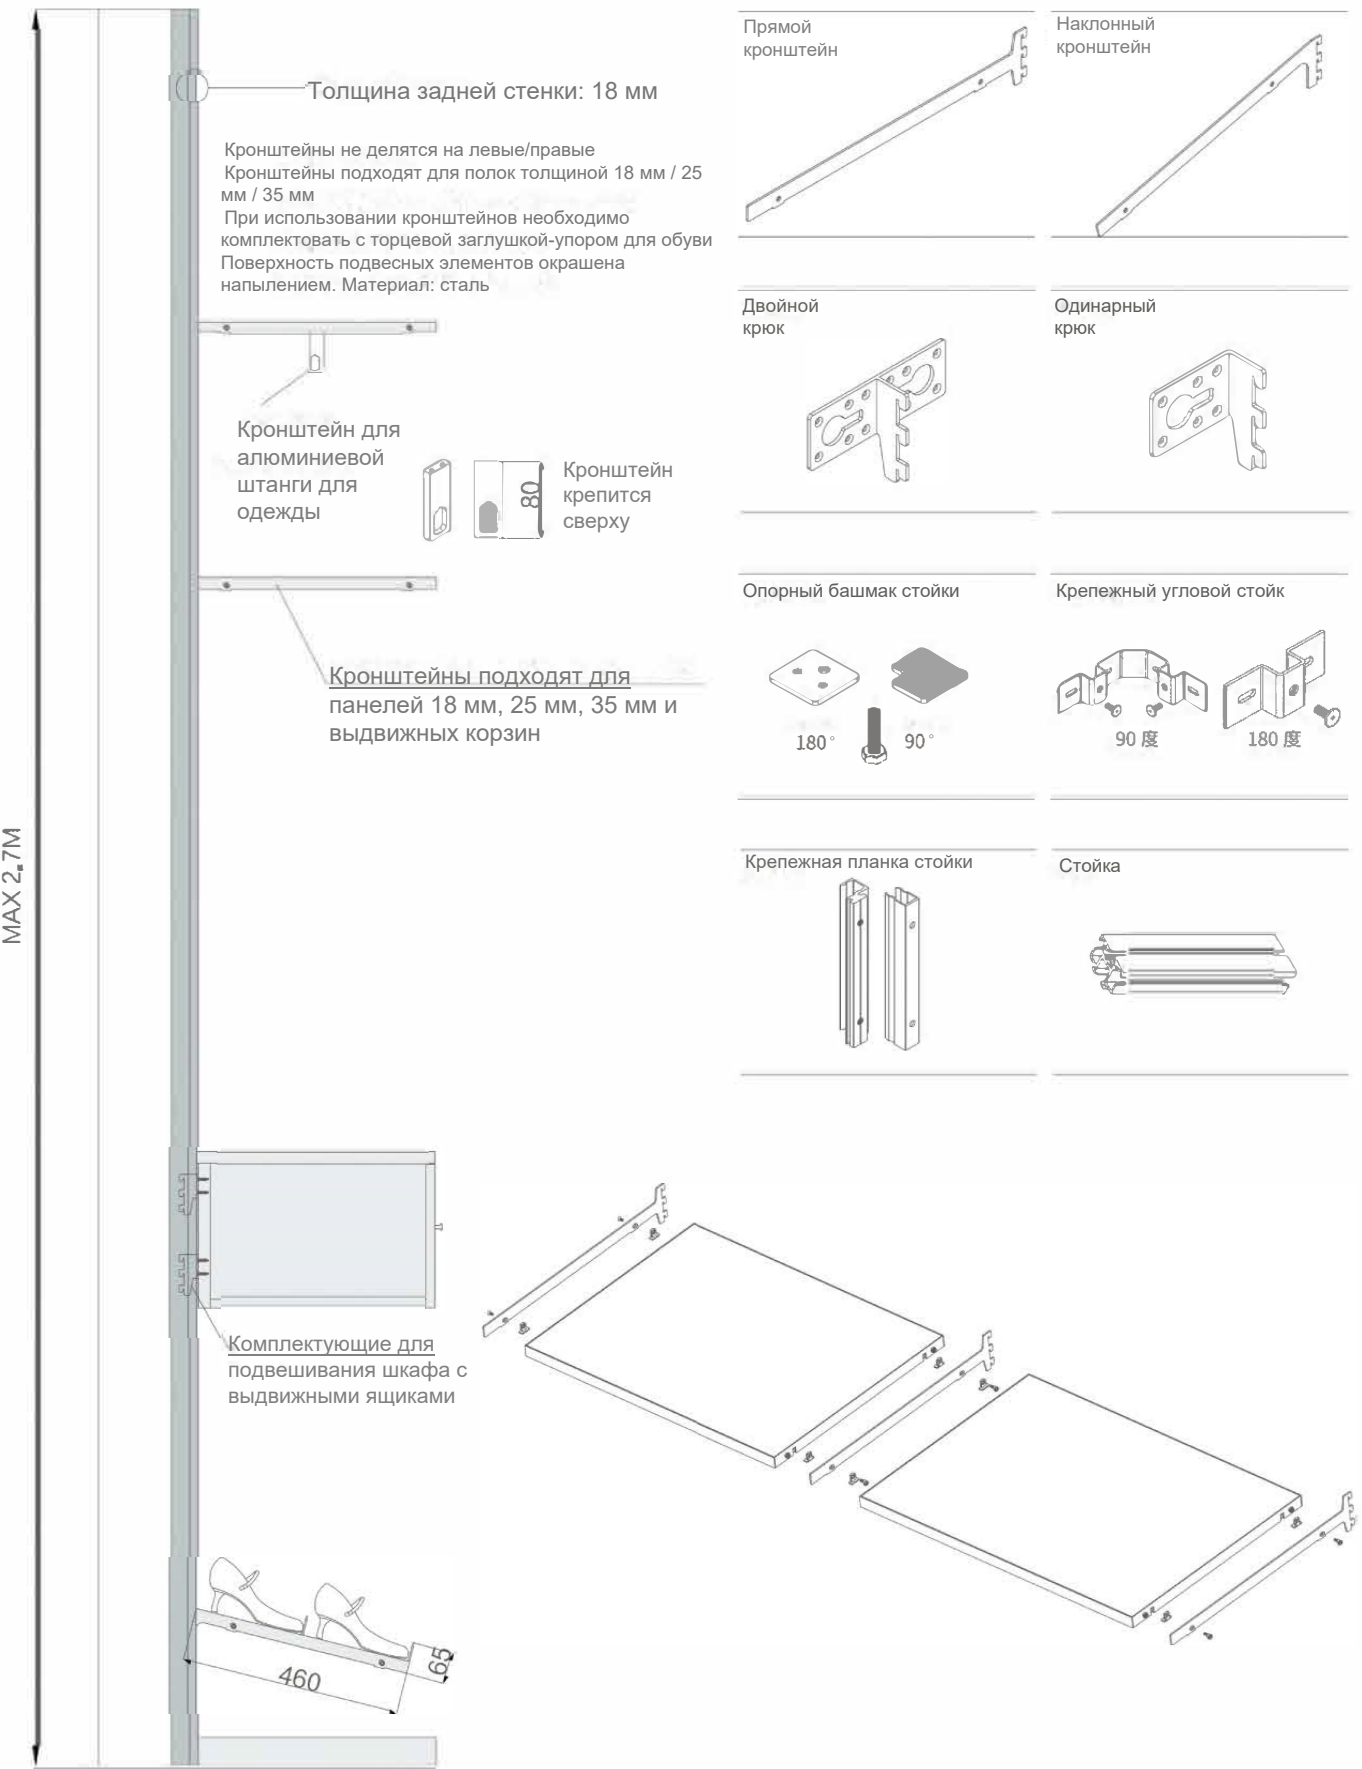 Толщина задней стенки: 18 мм
Кронштейны не делятся на левые/правые
Кронштейны подходят для полок толщиной 18 мм / 25
мм / 35 мм
При использовании кронштейнов необходимо
комплектовать с торцевой заглушкой-упором для обуви
Поверхность подвесных элементов окрашена
напылением. Материал: сталь
Кронштейн для
алюминиевой
штанги для
одежды
80
Кронштейн
крепится
сверху
Кронштейны подходят для
панелей 18 мм, 25 мм, 35 мм и
выдвижных корзин
MAX 2.7M
Комплектующие для
подвешивания шкафа с
выдвижными ящиками
460
65
Прямой
кронштейн
Наклонный
кронштейн
Двойной
крюк
Одинарный
крюк
Опорный башмак стойки
180°
90°
Крепежный угловой стойк
90 度
180 度
Крепежная планка стойки
Стойка